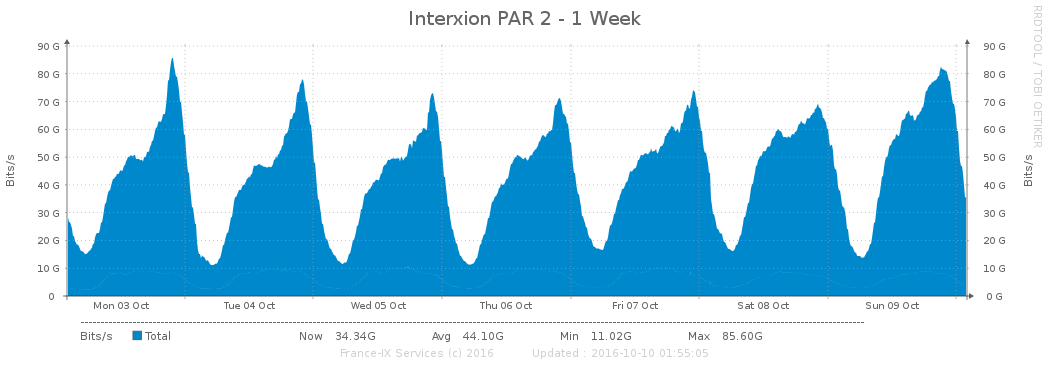 Interxion PAR 2 - 1 Week
RRDTOOL / TOBI OETIKER
Bits/s
Bits/s
90 G 90 G
80 G 80 G
70 G 70 G
60 G 60 G
50 G 50 G
40 G 40 G
30 G 30 G
20 G 20 G
10 G 10 G
0 0 G
Mon 03 Oct Tue 04 Oct Wed 05 Oct Thu 06 Oct Fri 07 Oct Sat 08 Oct Sun 09 Oct
Bits/s Total Now 34.34G Avg 44.10G Min 11.02G Max 85.60G
France-IX Services (c) 2016 Updated : 2016-10-10 01:55:05